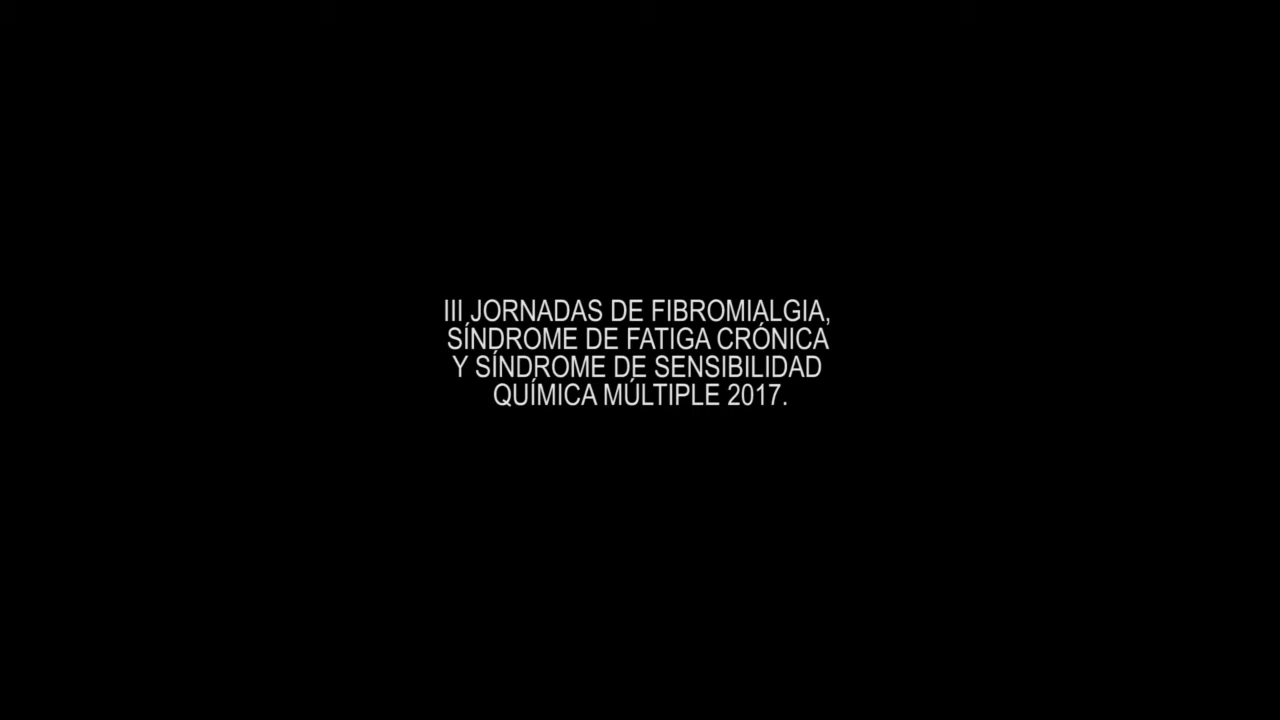 III JORNADAS DE FIBROMIALGIA,
SÍNDROME DE FATIGA CRÓNICA
Y SÍNDROME DE SENSIBILIDAD
QUÍMICA MÚLTIPLE 2017.